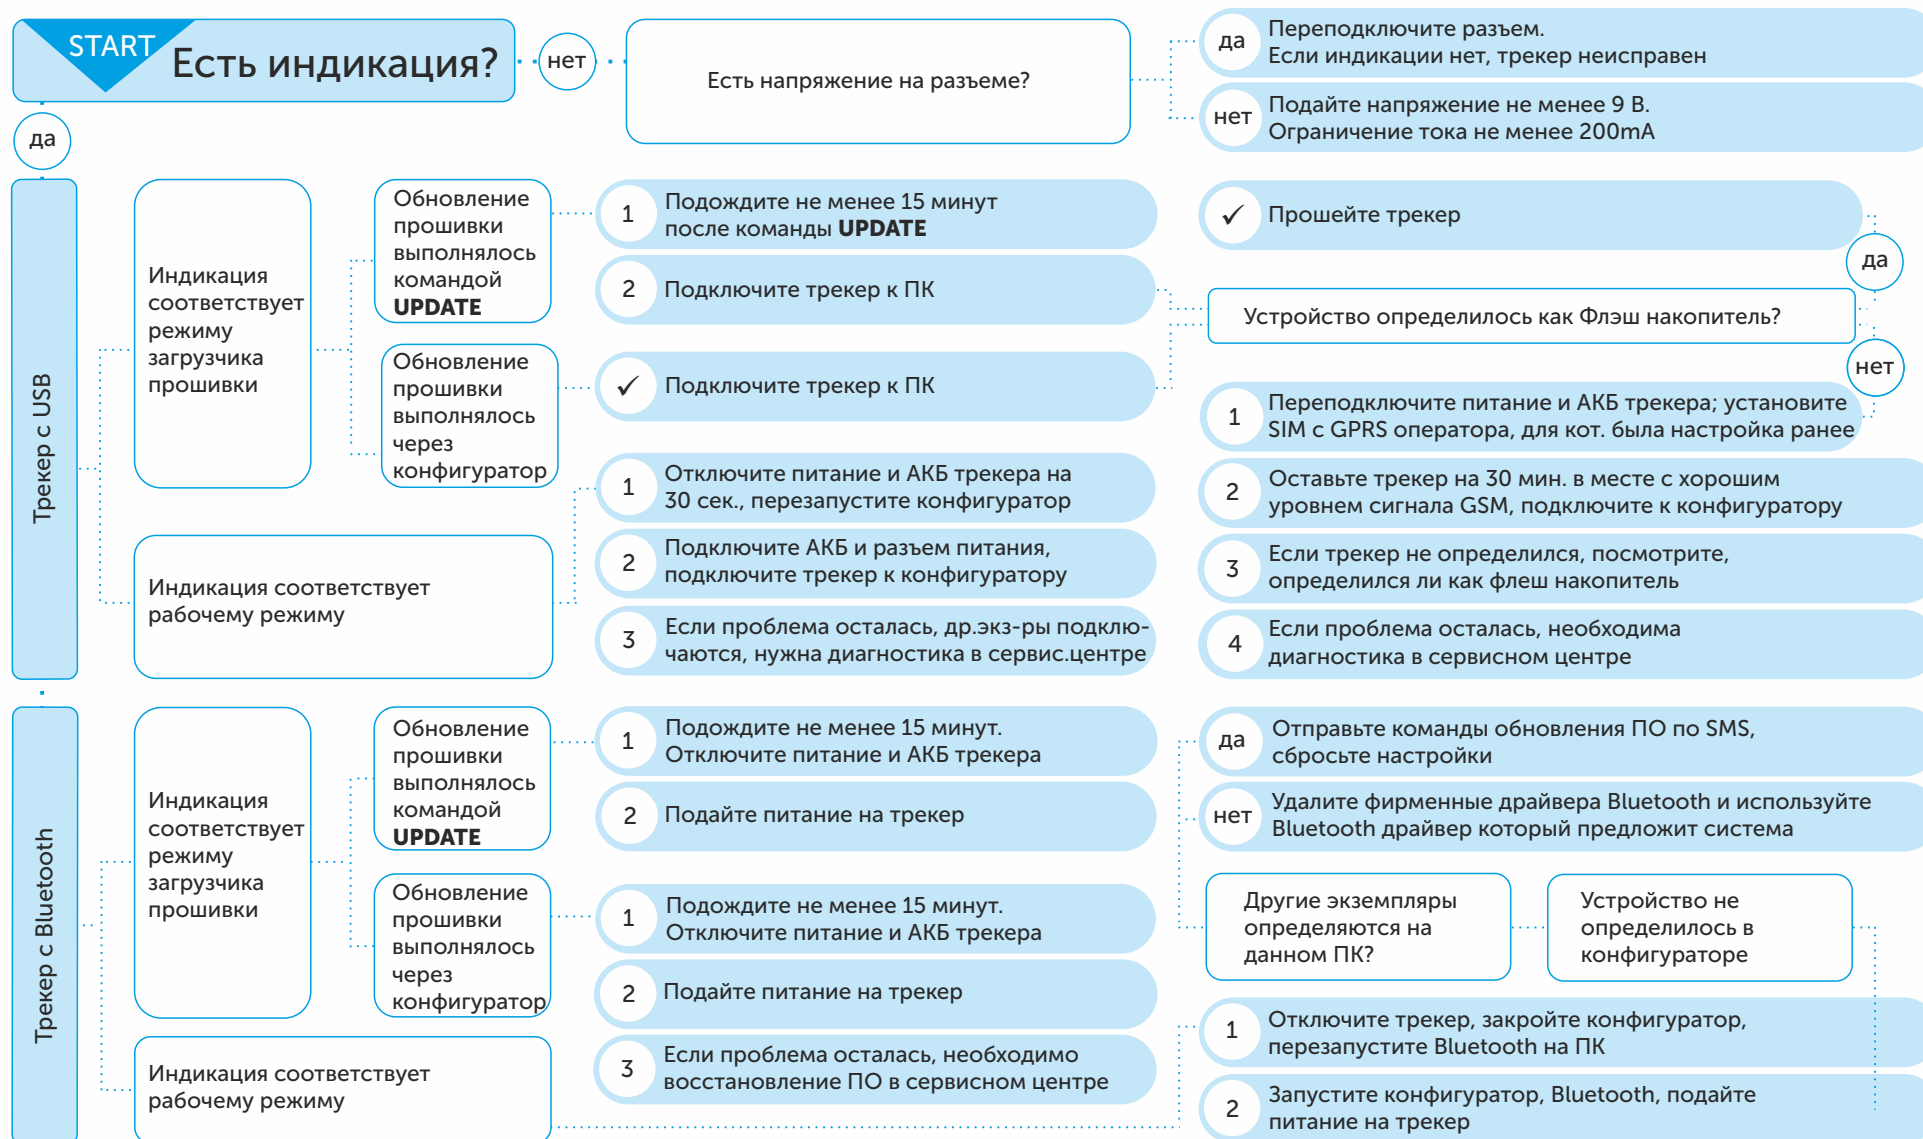 START
Есть индикация?
нет
Есть напряжение на разъеме?
да
Переподключите разъем.
Если индикации нет, трекер неисправен
нет
Подайте напряжение не менее 9 В.
Ограничение тока не менее 200mA
да
Трекер с USB
Индикация
соответствует
режиму
загрузчика
прошивки
Обновление
прошивки
выполнялось
командой
UPDATE
1
Подождите не менее 15 минут
после команды UPDATE
2
Подключите трекер к ПК
Обновление
прошивки
выполнялось
через
конфигуратор
✓
Подключите трекер к ПК
Устройство определилось как Флэш накопитель?
да
✓
Прошейте трекер
нет
1
Переподключите питание и АКБ трекера; установите
SIM с GPRS оператора, для кот. была настройка ранее
2
Оставьте трекер на 30 мин. в месте с хорошим
уровнем сигнала GSM, подключите к конфигуратору
3
Если трекер не определился, посмотрите,
определился ли как флеш накопитель
4
Если проблема осталась, необходима
диагностика в сервисном центре
Индикация соответствует
рабочему режиму
1
Отключите питание и АКБ трекера на
30 сек., перезапустите конфигуратор
2
Подключите АКБ и разъем питания,
подключите трекер к конфигуратору
3
Если проблема осталась, др.экз-ры подклю-
чаются, нужна диагностика в сервис.центре
Трекер с Bluetooth
Индикация
соответствует
режиму
загрузчика
прошивки
Обновление
прошивки
выполнялось
командой
UPDATE
1
Подождите не менее 15 минут.
Отключите питание и АКБ трекера
2
Подайте питание на трекер
Обновление
прошивки
выполнялось
через
конфигуратор
1
Подождите не менее 15 минут.
Отключите питание и АКБ трекера
2
Подайте питание на трекер
3
Если проблема осталась, необходимо
восстановление ПО в сервисном центре
Индикация соответствует
рабочему режиму
1
Отключите трекер, закройте конфигуратор,
перезапустите Bluetooth на ПК
2
Запустите конфигуратор, Bluetooth, подайте
питание на трекер
Устройство не
определилось в
конфигураторе
Другие экземпляры
определяются на
данном ПК?
да
Отправьте команды обновления ПО по SMS,
сбросьте настройки
нет
Удалите фирменные драйвера Bluetooth и используйте
Bluetooth драйвер который предложит система